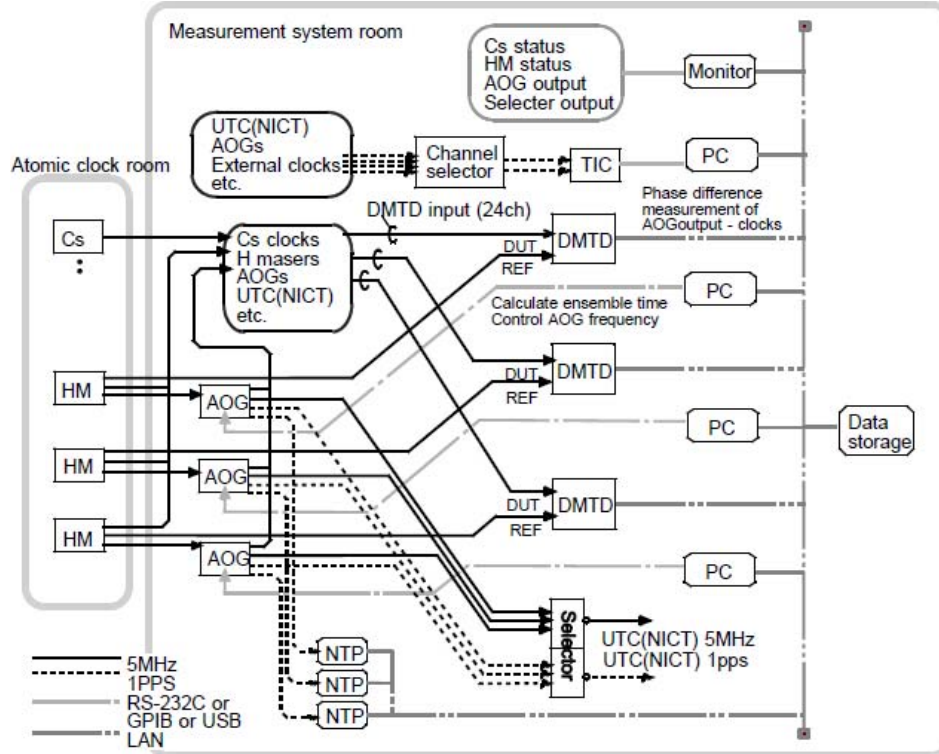 Measurement system room
Cs status
HM status
AOG output
Selecter output
Monitor
UTC(NICT)
AOGs
External clocks
etc.
Channel
selector
TIC
PC
Atomic clock room
Phase difference
measurement of
AOGoutput - clocks
DMTD input (24ch)
Cs
Cs clocks
H masers
AOGs
UTC(NICT)
etc.
DUT
REF
DMTD
PC
Calculate ensemble time
Control AOG frequency
HM
AOG
DUT
REF
DMTD
PC
Data
storage
HM
AOG
DUT
REF
DMTD
HM
AOG
PC
Selector
UTC(NICT) 5MHz
UTC(NICT) 1pps
NTP
NTP
NTP
5MHz
1PPS
RS-232C or
GPIB or USB
LAN